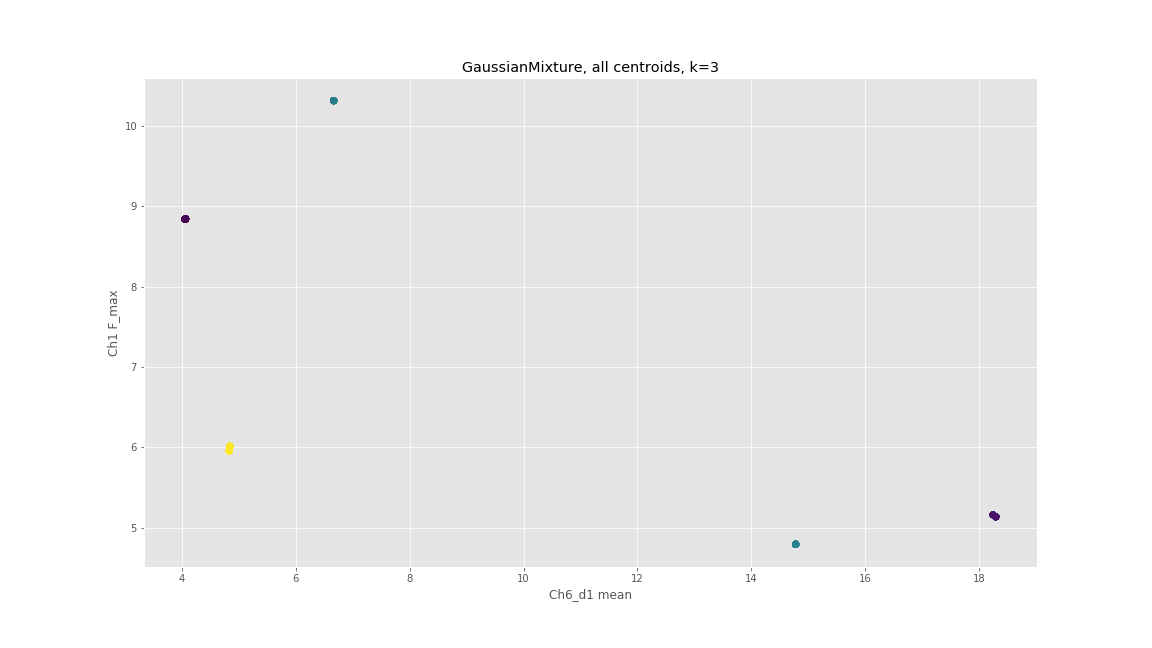 GaussianMixture, all centroids, k=3
10
9
8
7
6
5
Ch1 F_max
4 6 8 10 12 14 16 18
Ch6_d1 mean